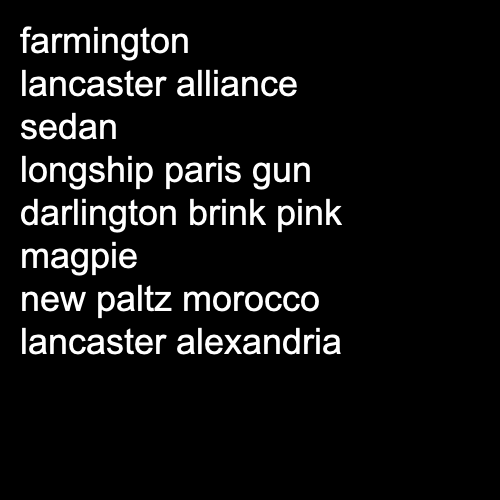 farmington
lancaster alliance
sedan
longship paris gun
darlington brink pink
magpie
new paltz morocco
lancaster alexandria